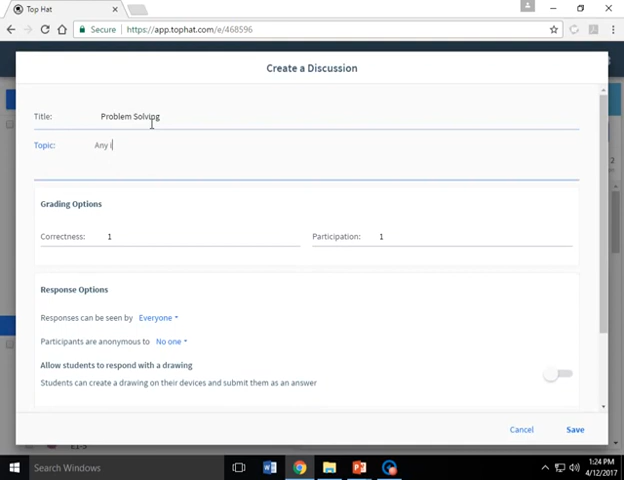 Top Hat
Secure
https://app.tophat.com/e/468596
Create a Discussion
Title: Problem Solving
Topic: Any i
Grading Options
Correctness: 1 Participation: 1
Response Options
Responses can be seen by Everyone
Participants are anonymous to No one
Allow students to respond with a drawing
Students can create a drawing on their devices and submit them as an answer
Cancel Save
Search Windows
1:24 PM
4/12/2017